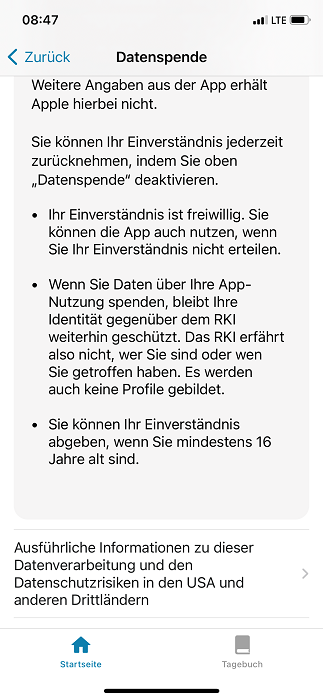 08:47
LTE
Zurück
Datenspende
Weitere Angaben aus der App erhält
Apple hierbei nicht.
Sie können Ihr Einverständnis jederzeit
zurücknehmen, indem Sie oben
„Datenspende“ deaktivieren.
• Ihr Einverständnis ist freiwillig. Sie
können die App auch nutzen, wenn
Sie Ihr Einverständnis nicht erteilen.
• Wenn Sie Daten über Ihre App-
Nutzung spenden, bleibt Ihre
Identität gegenüber dem RKI
weiterhin geschützt. Das RKI erfährt
also nicht, wer Sie sind oder wen
Sie getroffen haben. Es werden
auch keine Profile gebildet.
• Sie können Ihr Einverständnis
abgeben, wenn Sie mindestens 16
Jahre alt sind.
Ausführliche Informationen zu dieser
Datenverarbeitung und den
Datenschutzrisiken in den USA und
anderen Drittländern
Startseite
Tagebuch